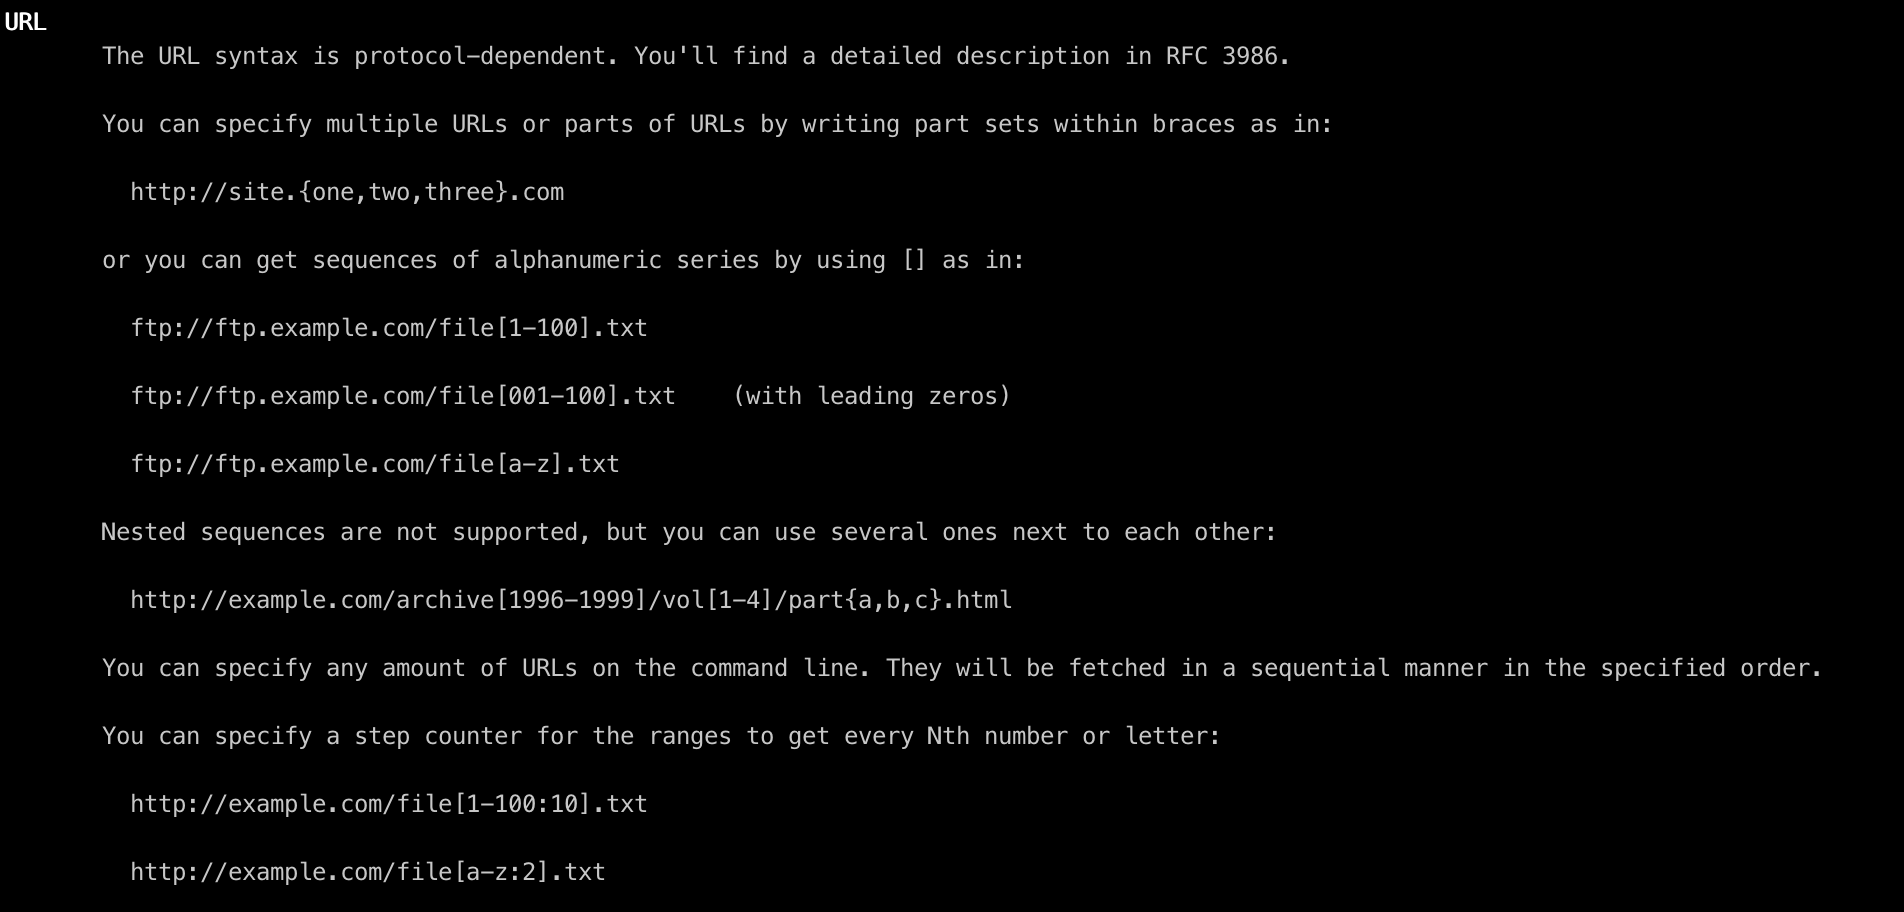 URL
The URL syntax is protocol-dependent. You'll find a detailed description in RFC 3986.
You can specify multiple URLs or parts of URLs by writing part sets within braces as in:
http://site.{one,two,three}.com
or you can get sequences of alphanumeric series by using [] as in:
ftp://ftp.example.com/file[1-100].txt
ftp://ftp.example.com/file[001-100].txt    (with leading zeros)
ftp://ftp.example.com/file[a-z].txt
Nested sequences are not supported, but you can use several ones next to each other:
http://example.com/archive[1996-1999]/vol[1-4]/part{a,b,c}.html
You can specify any amount of URLs on the command line. They will be fetched in a sequential manner in the specified order.
You can specify a step counter for the ranges to get every Nth number or letter:
http://example.com/file[1-100:10].txt
http://example.com/file[a-z:2].txt